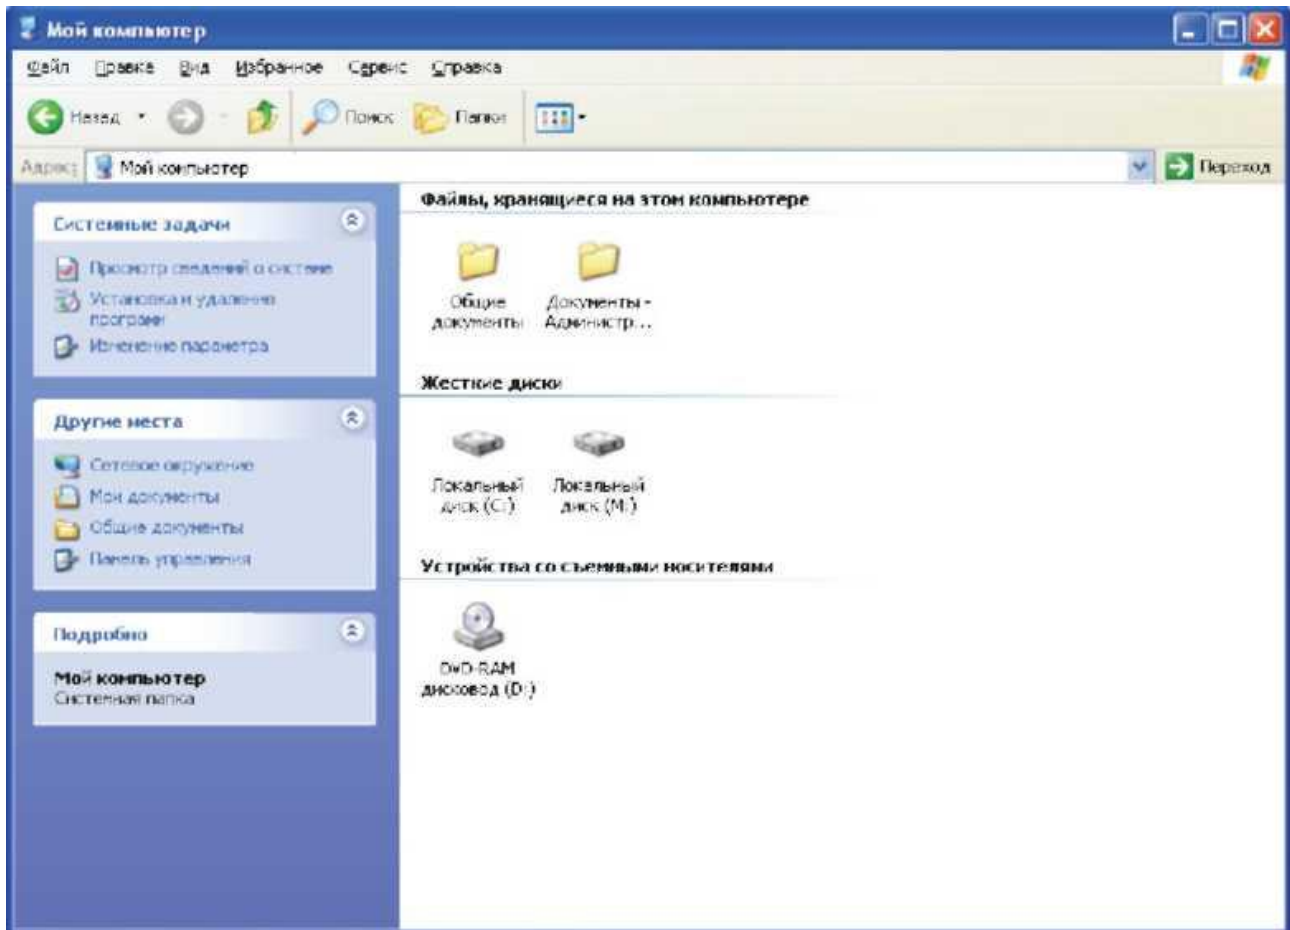 Мой компьютер
Файл Правка Вид Избранное Сервис Справка
Назад Поиск Папки
Адрес: Мой компьютер Переход
Системные задачи
Просмотр сведений о системе
Установка и удаление
программ
Изменение параметра
Другие места
Сетевое окружение
Мои документы
Общие документы
Панель управления
Подробно
Мой компьютер
Системная папка
Файлы, хранящиеся на этом компьютере
Общие
документы
Документы -
Администр...
Жесткие диски
Локальный
диск (C:)
Локальный
диск (M:)
Устройства со съемными носителями
DVD-RAM
дисковод (D:)